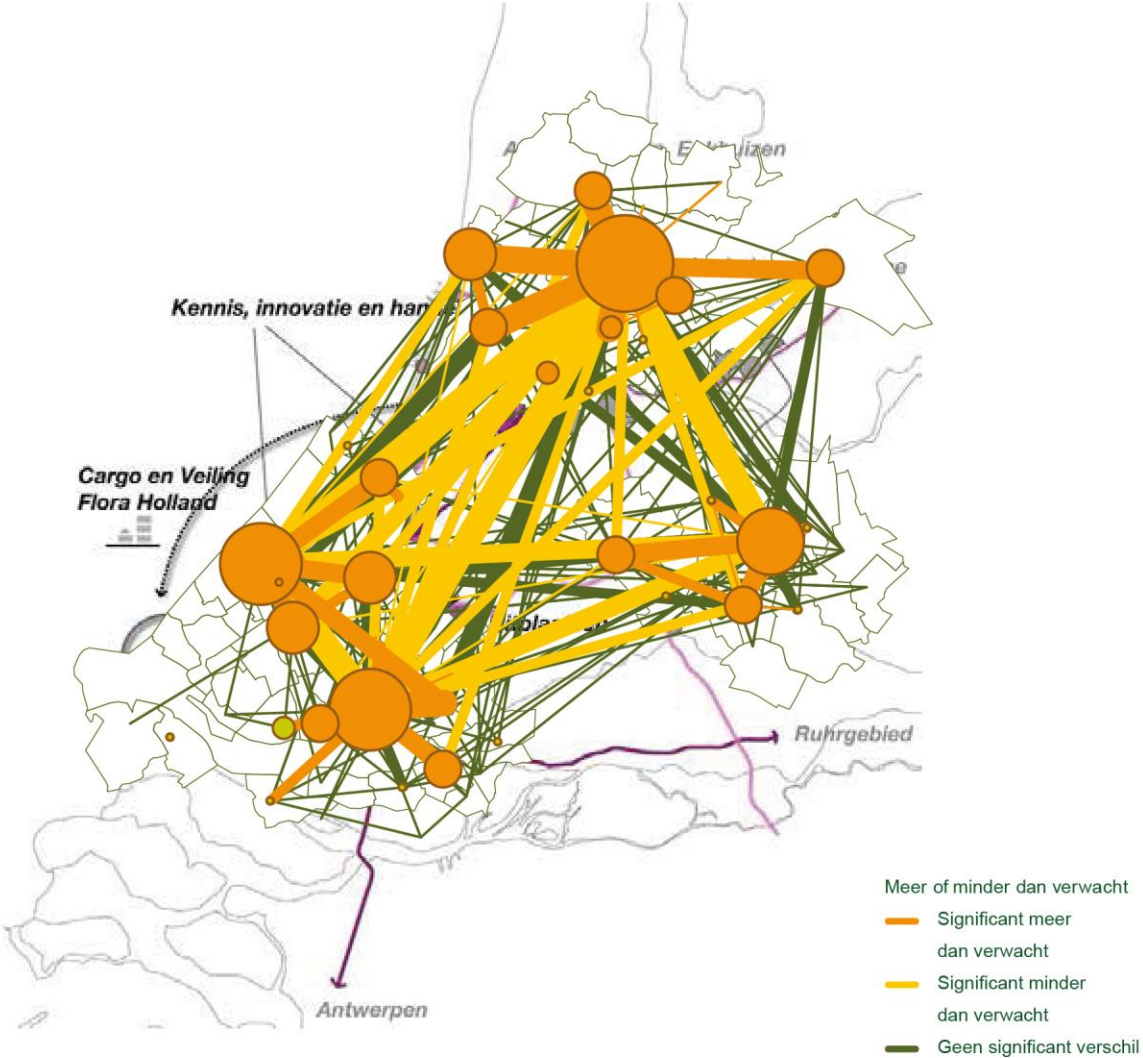 Kennis, innovatie en han
Cargo en Veiling
Flora Holland
Ruhrgebied
Antwerpen
Meer of minder dan verwacht
Significant meer
dan verwacht
Significant minder
dan verwacht
Geen significant verschil